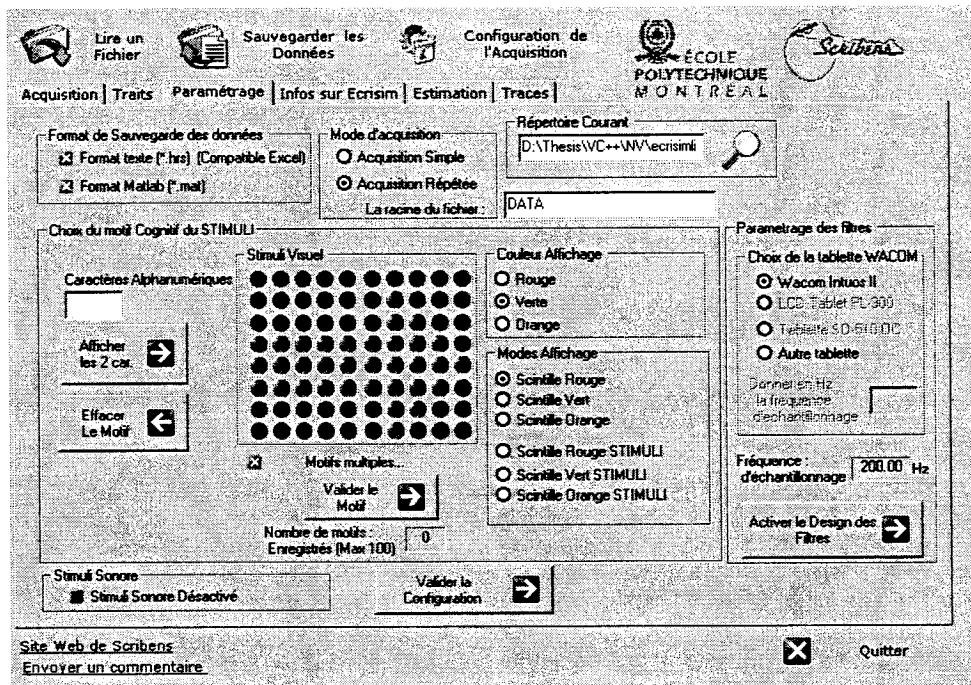 Lire un
Fichier
Sauvegarder les
Données
Configuration de
l'Acquisition
ÉCOLE
POLYTECHNIQUE
MONTRÉAL
Scribens
Acquisition
Traits
Paramétrage
Infos sur Ecrisim
Estimation
Traces
Format de Sauvegarde des données
Format texte (*.hrs) (Compatible Excel)
Format Matlab (*.mat)
Mode d'acquisition
Acquisition Simple
Acquisition Répétée
La racine du fichier :
DATA
Répertoire Courant
D:\Thesis\VC++\NV\ecrisimli
Choix du motif Cognitif du STIMULI
Caractères Alphanumériques
Afficher
les 2 car.
Effacer
Le Motif
Stimuli Visuel
Motifs multiples...
Valider le
Motif
Nombre de motifs :
Enregistrés (Max 100)
0
Couleur Affichage
Rouge
Verte
Orange
Modes Affichage
Scintille Rouge
Scintille Vert
Scintille Orange
Scintille Rouge STIMULI
Scintille Vert STIMULI
Scintille Orange STIMULI
Parametrage des filtres
Choix de la tablette WACOM
Wacom Intuos II
LCD Tablet PL-300
Tablette SD-510.DC
Autre tablette
Donner en Hz
la fréquence
d'echantillonnage
Fréquence :
d'échantillonnage
200.00 Hz
Activer le Design des
Filtres
Stimuli Sonore
Stimuli Sonore Désactivé
Valider la
Configuration
Site Web de Scribens
Envoyer un commentaire
Quitter